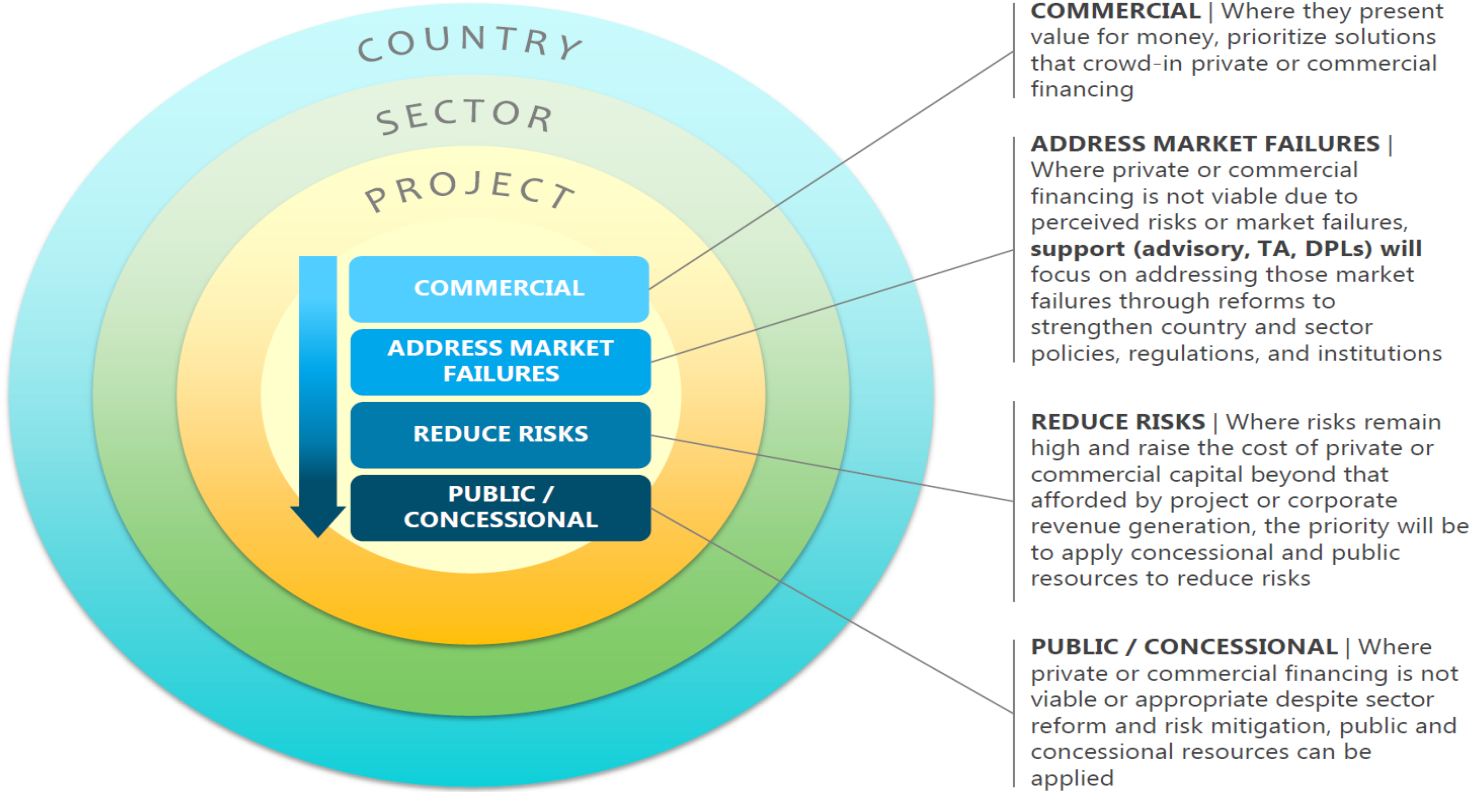 COUNTRY
SECTOR
PROJECT
COMMERCIAL
ADDRESS MARKET
FAILURES
REDUCE RISKS
PUBLIC /
CONCESSIONAL
COMMERCIAL | Where they present
value for money, prioritize solutions
that crowd-in private or commercial
financing
ADDRESS MARKET FAILURES |
Where private or commercial
financing is not viable due to
perceived risks or market failures,
support (advisory, TA, DPLs) will
focus on addressing those market
failures through reforms to
strengthen country and sector
policies, regulations, and institutions
REDUCE RISKS | Where risks remain
high and raise the cost of private or
commercial capital beyond that
afforded by project or corporate
revenue generation, the priority will be
to apply concessional and public
resources to reduce risks
PUBLIC / CONCESSIONAL | Where
private or commercial financing is not
viable or appropriate despite sector
reform and risk mitigation, public and
concessional resources can be
applied